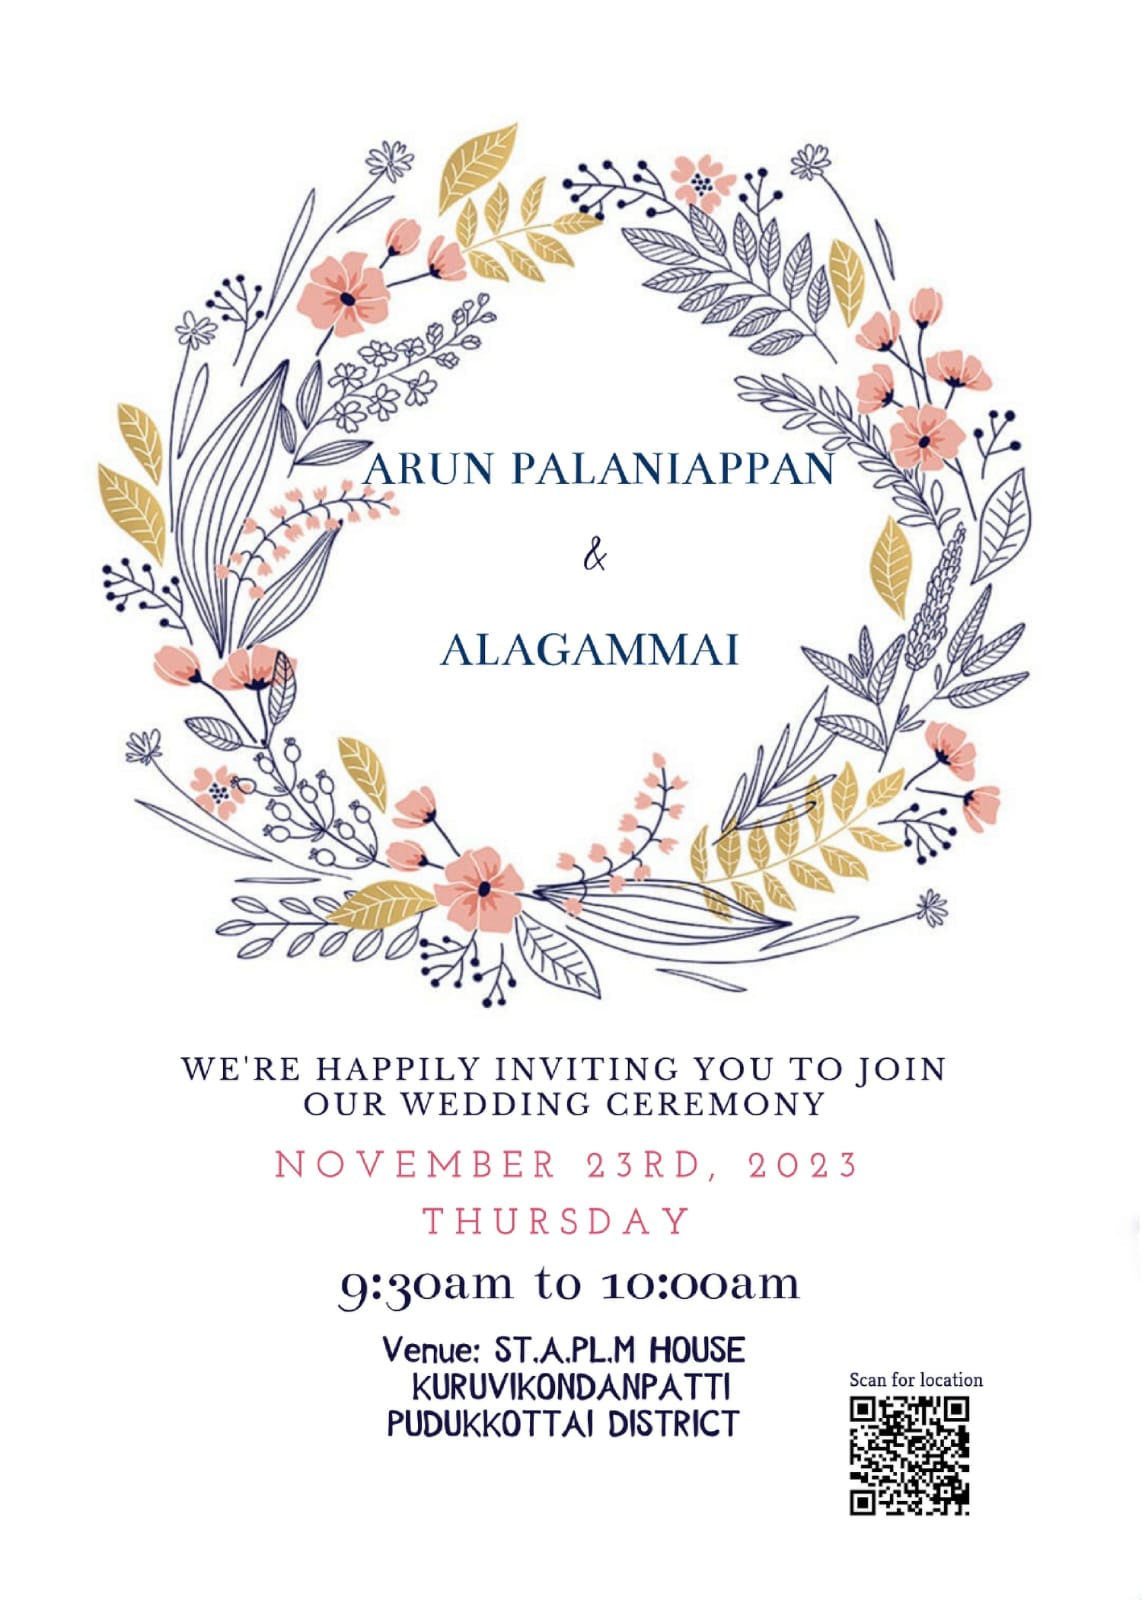 ARUN PALANIAPPAN
&
ALAGAMMAI
WE'RE HAPPILY INVITING YOU TO JOIN
OUR WEDDING CEREMONY
NOVEMBER 23RD, 2023
THURSDAY
9:30am to 10:00am
Venue: ST.A.PL.M HOUSE
KURUVIKONDANPATTI
PUDUKKOTTAI DISTRICT
Scan for location